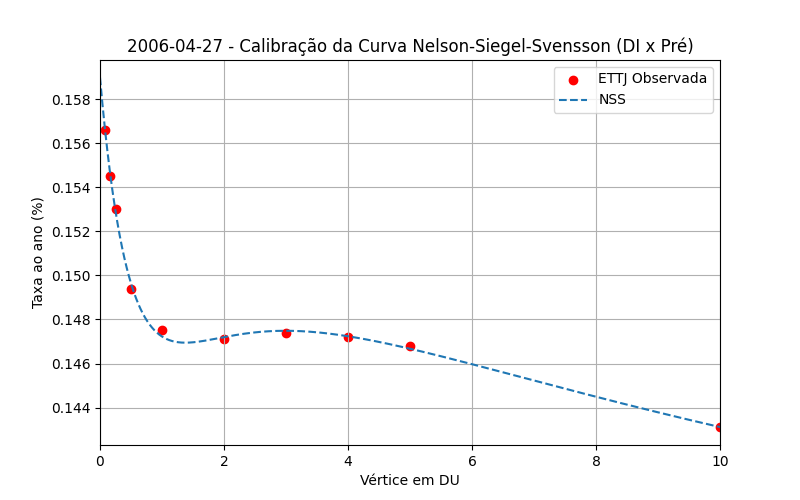 2006-04-27 - Calibração da Curva Nelson-Siegel-Svensson (DI x Pré)
ETTJ Observada
NSS
Taxa ao ano (%)
0.158
0.156
0.154
0.152
0.150
0.148
0.146
0.144
0 2 4 6 8 10
Vértice em DU